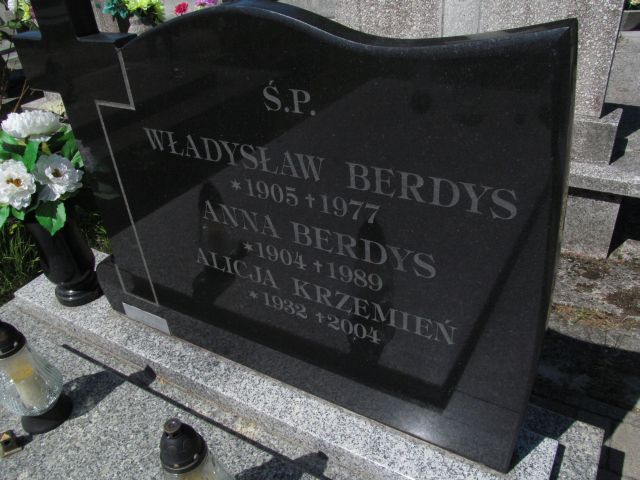 Ś.P.
WŁADYSŁAW BERDYS
*1905 †1977
ANNA BERDYS
*1904 †1989
ALICJA KRZEMIEŃ
*1932 †2004